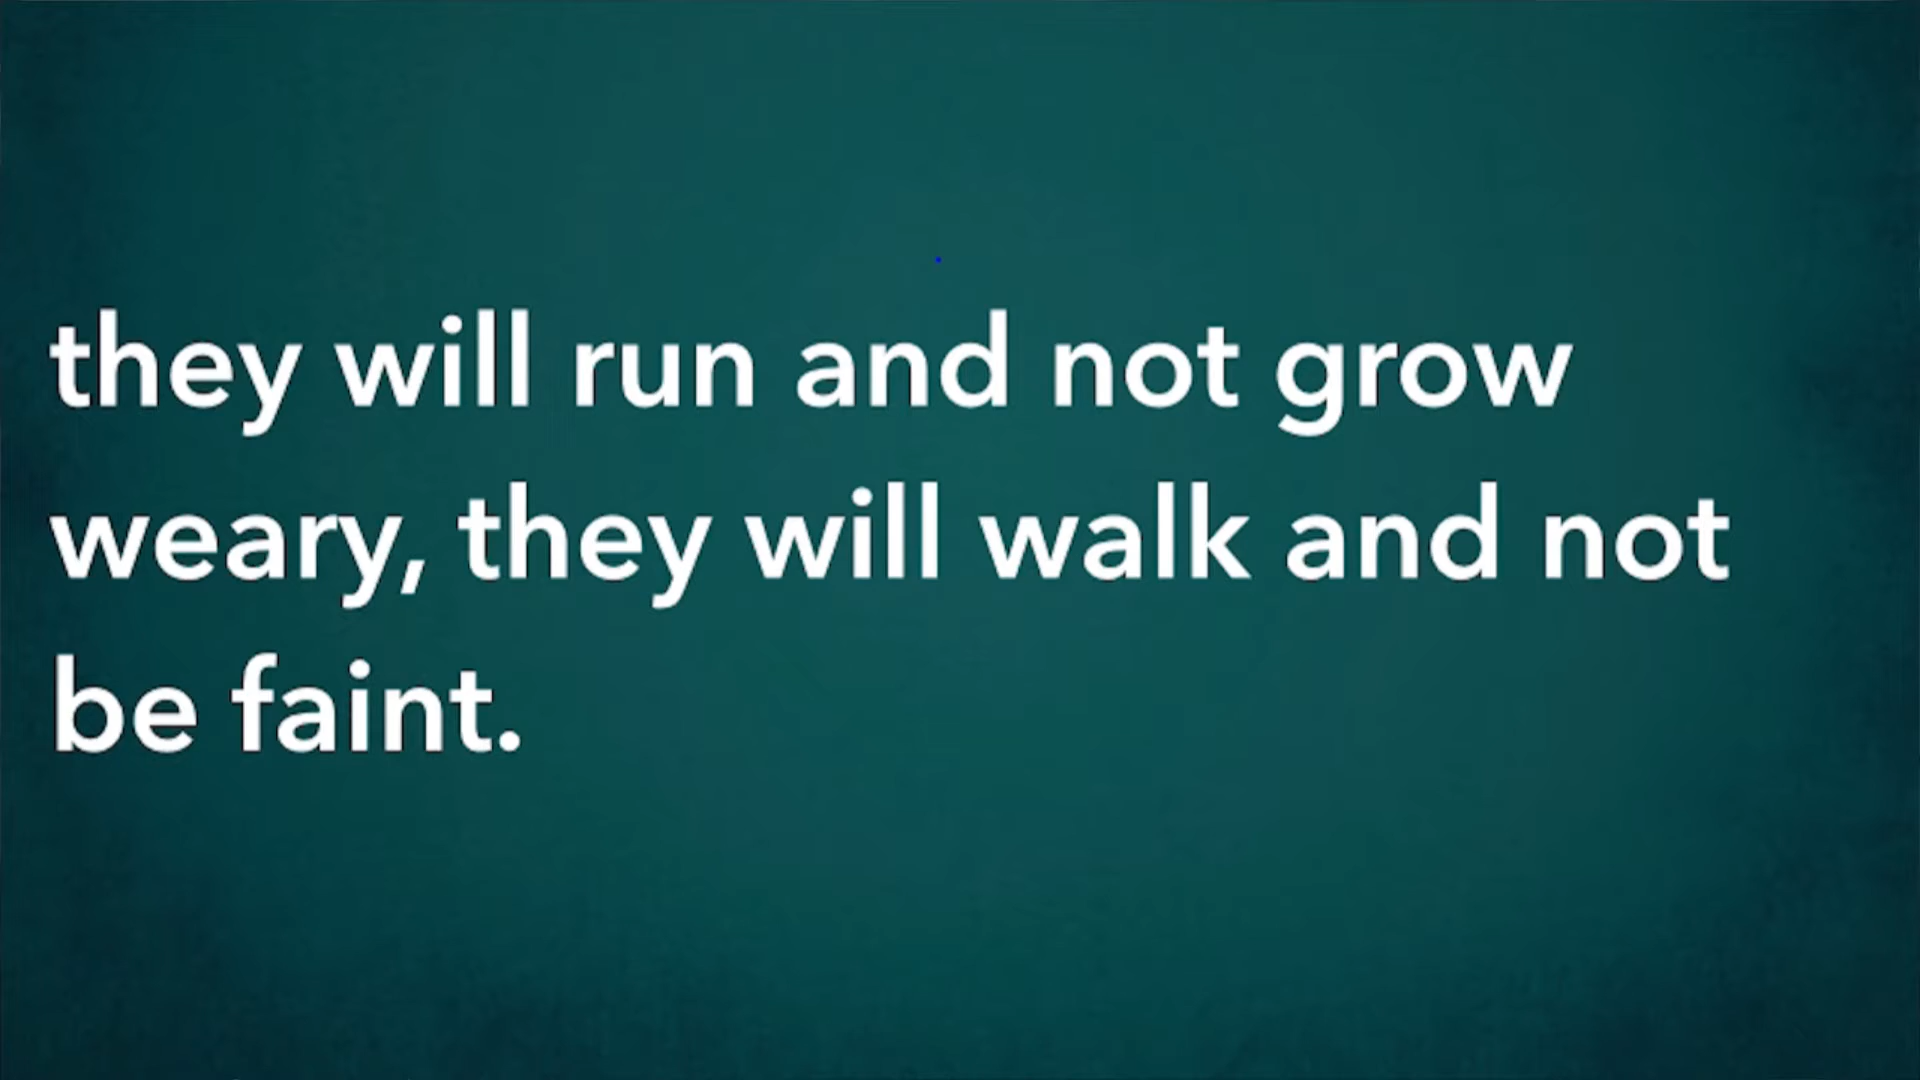 they will run and not grow
weary, they will walk and not
be faint.